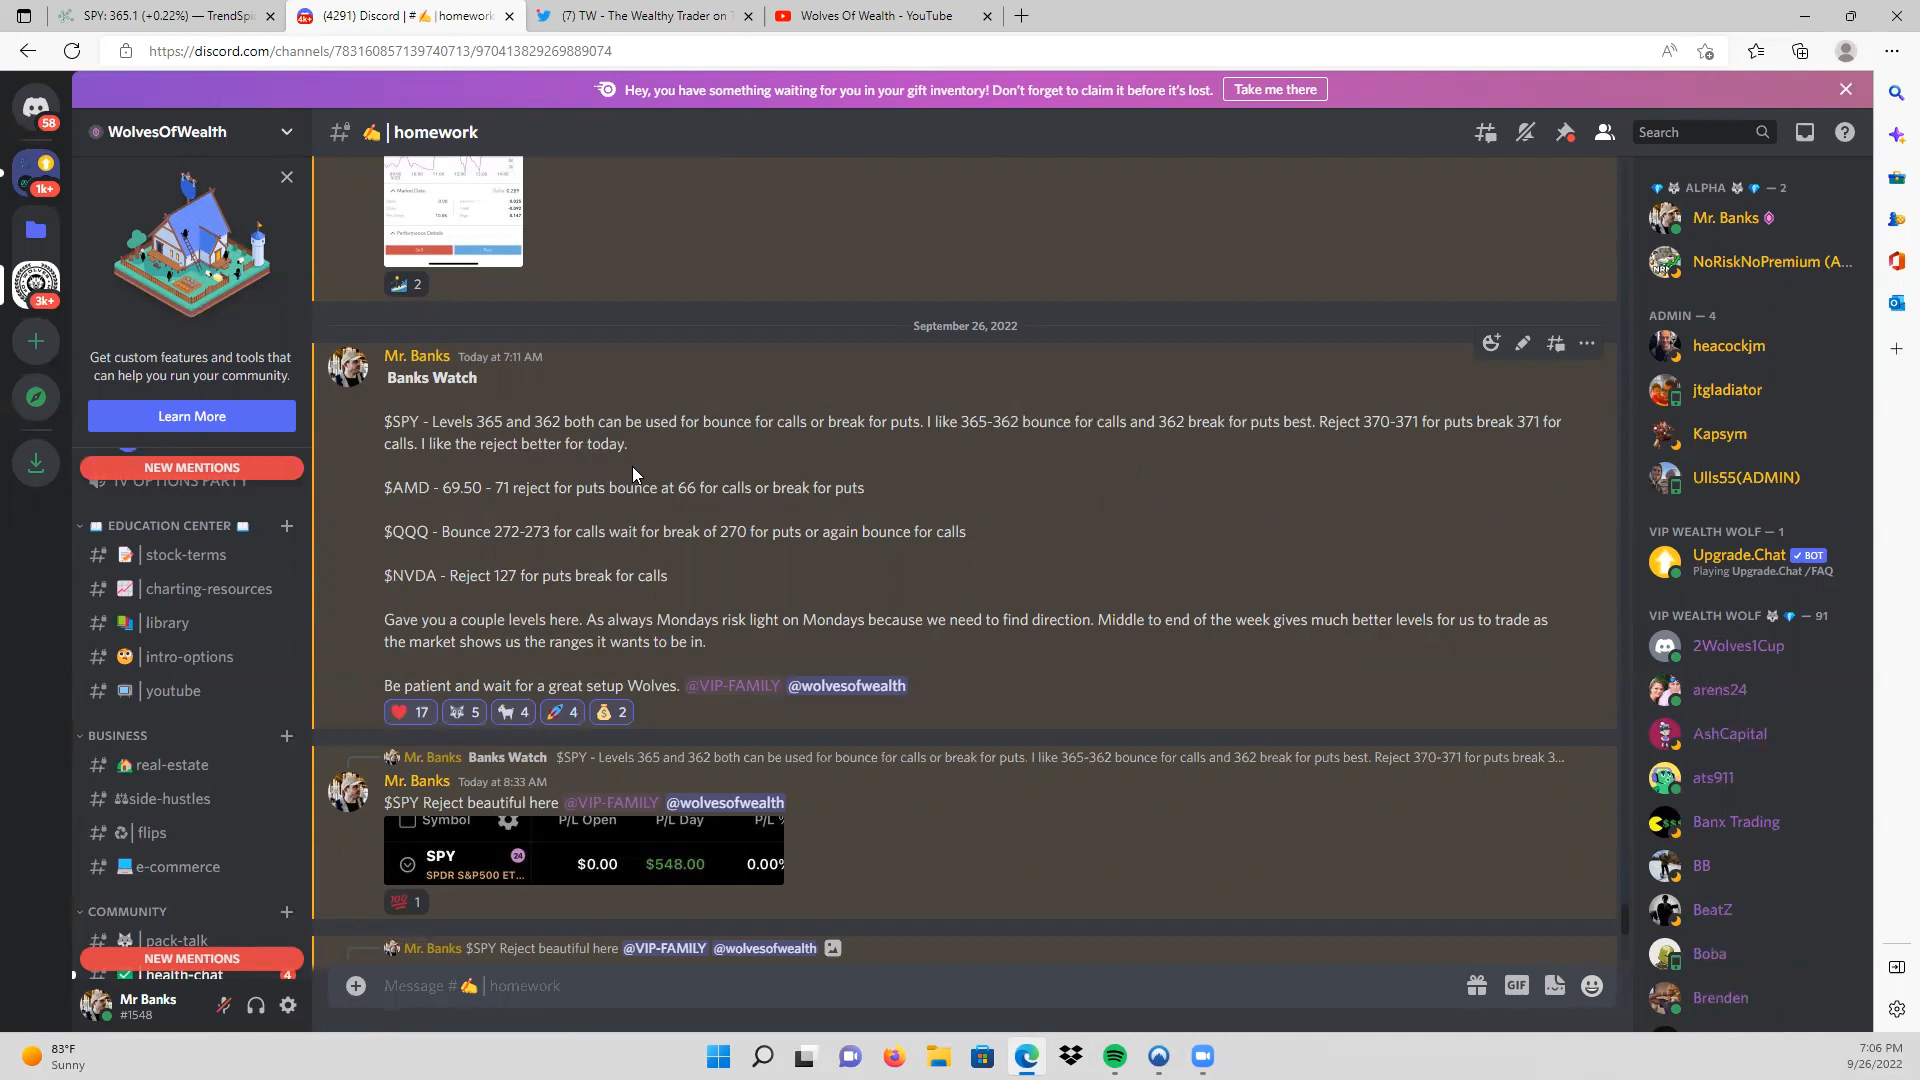 SPY: 365.1 (+0.22%) — TrendSpi
(4291) Discord | #✍ | homework
(7) TW - The Wealthy Trader on T
Wolves Of Wealth - YouTube
https://discord.com/channels/783160857139740713/970413829269889074
Hey, you have something waiting for you in your gift inventory! Don't forget to claim it before it's lost.
Take me there
58
1k+
3k+
WolvesOfWealth
Get custom features and tools that
can help you run your community.
Learn More
NEW MENTIONS
TV OPTIONS PARTY
EDUCATION CENTER
stock-terms
charting-resources
library
intro-options
youtube
BUSINESS
real-estate
side-hustles
flips
e-commerce
COMMUNITY
pack-talk
NEW MENTIONS
health-chat
4
Mr Banks
#1548
✍ | homework
Search
Market Data
Performance Details
2
September 26, 2022
Mr. Banks Today at 7:11 AM
Banks Watch
$SPY - Levels 365 and 362 both can be used for bounce for calls or break for puts. I like 365-362 bounce for calls and 362 break for puts best. Reject 370-371 for puts break 371 for
calls. I like the reject better for today.
$AMD - 69.50 - 71 reject for puts bounce at 66 for calls or break for puts
$QQQ - Bounce 272-273 for calls wait for break of 270 for puts or again bounce for calls
$NVDA - Reject 127 for puts break for calls
Gave you a couple levels here. As always Mondays risk light on Mondays because we need to find direction. Middle to end of the week gives much better levels for us to trade as
the market shows us the ranges it wants to be in.
Be patient and wait for a great setup Wolves. @VIP-FAMILY @wolvesofwealth
17 5 4 4 2
Mr. Banks Banks Watch $SPY - Levels 365 and 362 both can be used for bounce for calls or break for puts. I like 365-362 bounce for calls and 362 break for puts best. Reject 370-371 for puts break 3...
Mr. Banks Today at 8:33 AM
$SPY Reject beautiful here @VIP-FAMILY @wolvesofwealth
Symbol P/L Open P/L Day P/L %
SPY 24 $0.00 $548.00 0.00%
SPDR S&P500 ET...
100 1
Mr. Banks $SPY Reject beautiful here @VIP-FAMILY @wolvesofwealth
Message #✍ | homework
GIF
ALPHA — 2
Mr. Banks
NoRiskNoPremium (A...
ADMIN — 4
heacockjm
jtgladiator
Kapsym
Ulls55(ADMIN)
VIP WEALTH WOLF — 1
Upgrade.Chat ✓ BOT
Playing Upgrade.Chat /FAQ
VIP WEALTH WOLF — 91
2Wolves1Cup
arens24
AshCapital
ats911
Banx Trading
BB
BeatZ
Boba
Brenden
83°F
Sunny
7:06 PM
9/26/2022